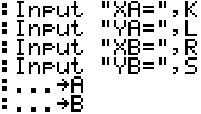 :Input "XA=",K
:Input "YA=",L
:Input "XB=",R
:Input "YB=",S
:...→A
:...→B